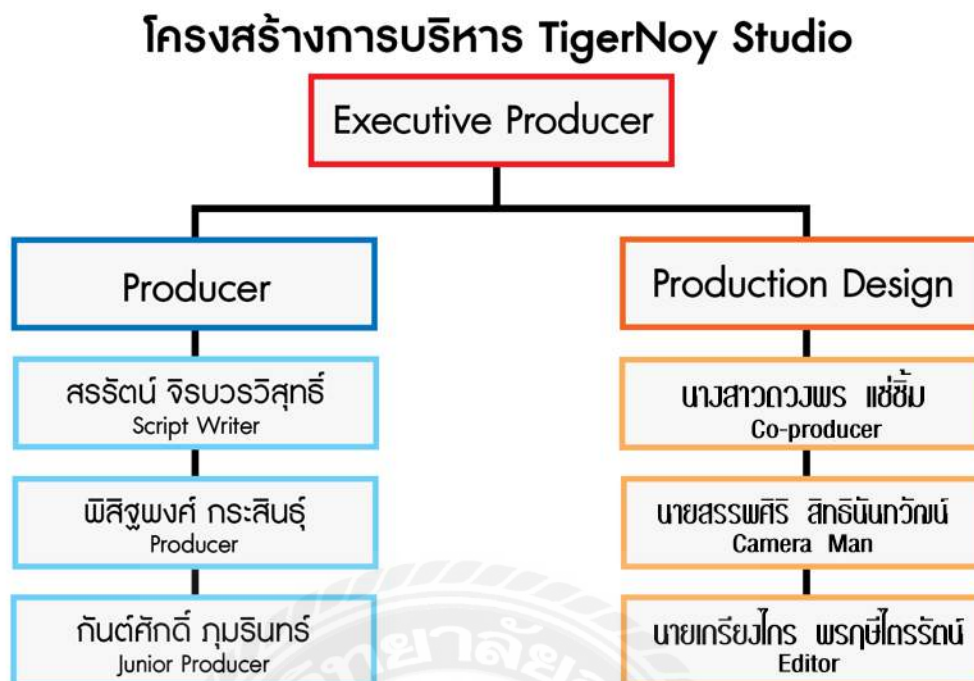 โครงสร้างการบริหาร TigerNoy Studio
Executive Producer
Producer
สรรัตน์ จิรบวรวิสุทธิ์
Script Writer
พิสิฐพงศ์ กระสินธุ์
Producer
กันต์ศักดิ์ ภุมรินทร์
Junior Producer
Production Design
นางสาวดวงพร แซ่ซิ้ม
Co-producer
นายสรรพศิริ สิทธินันทวัฒน์
Camera Man
นายเกรียงไกร พรฤษีไตรรัตน์
Editor